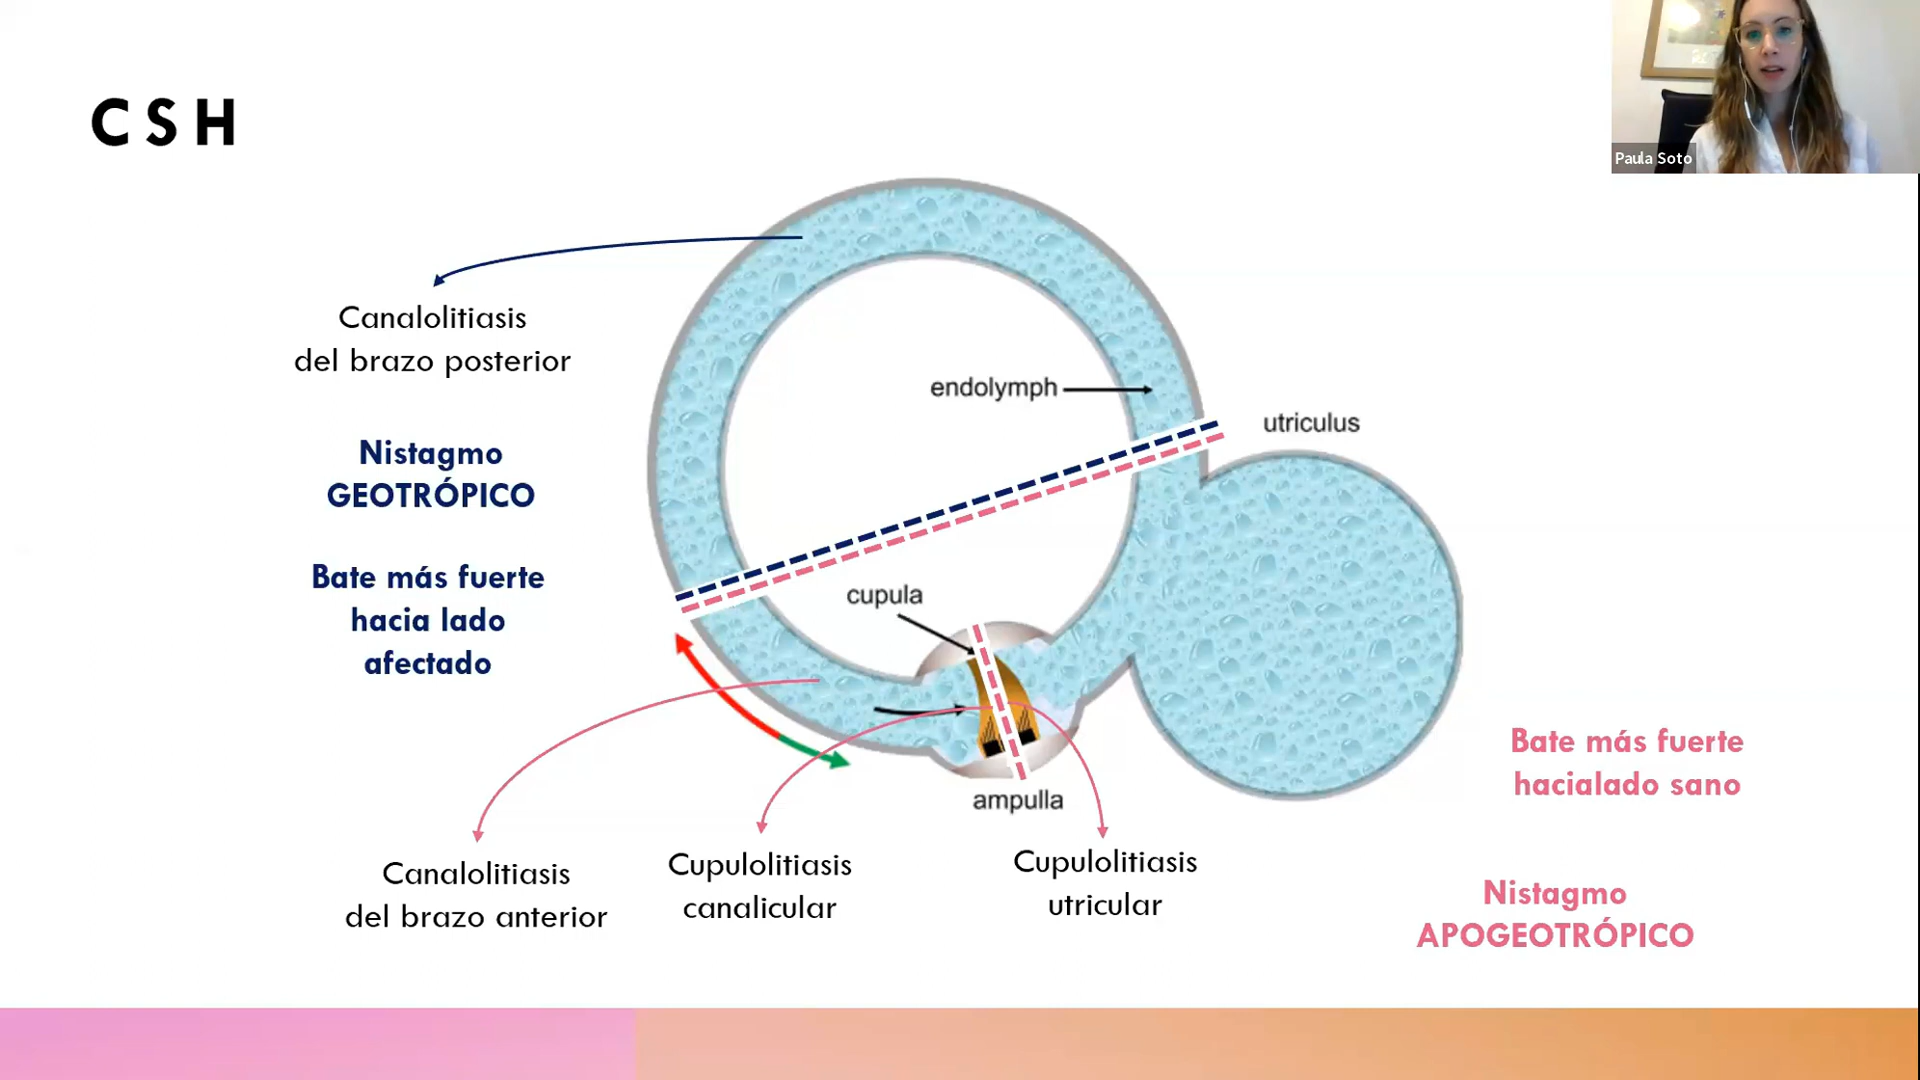 CSH
Paula Soto
Canalolitiasis
del brazo posterior
endolymph
utriculus
Nistagmo
GEOTRÓPICO
Bate más fuerte
hacia lado
afectado
cupula
Bate más fuerte
hacialado sano
ampulla
Canalolitiasis
del brazo anterior
Cupulolitiasis
canalicular
Cupulolitiasis
utricular
Nistagmo
APOGEOTRÓPICO